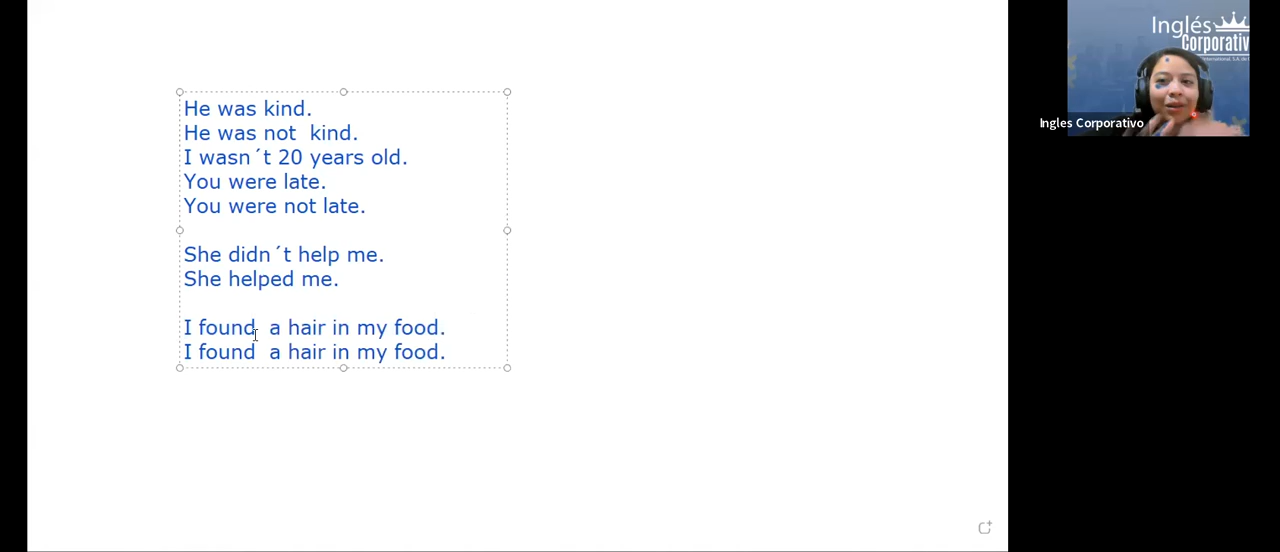 He was kind.
He was not  kind.
I wasn´t 20 years old.
You were late.
You were not late.
She didn´t help me.
She helped me.
I found  a hair in my food.
I found  a hair in my food.
Inglés
Corporativ
Ingles Corporativo